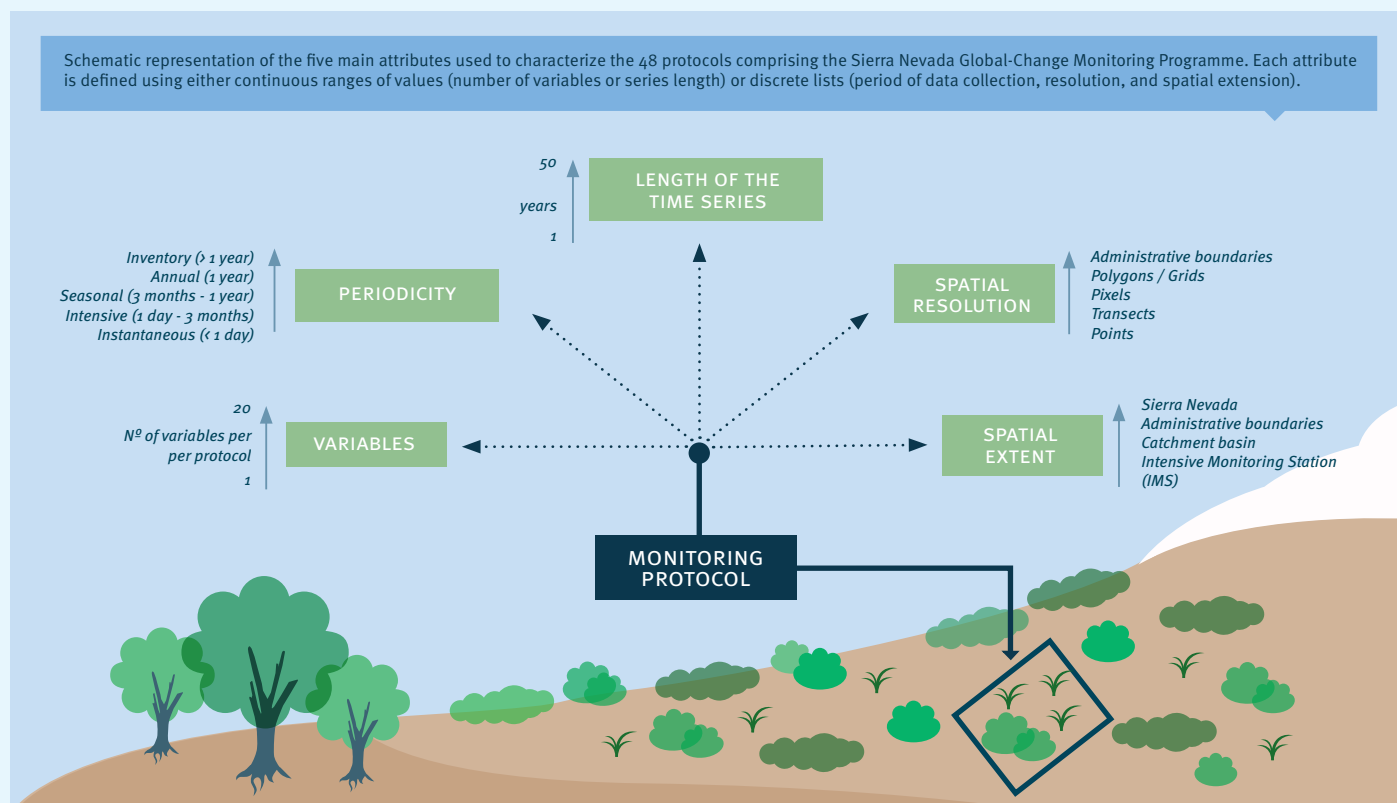 Schematic representation of the five main attributes used to characterize the 48 protocols comprising the Sierra Nevada Global-Change Monitoring Programme. Each attribute
is defined using either continuous ranges of values (number of variables or series length) or discrete lists (period of data collection, resolution, and spatial extension).
50
years
1
LENGTH OF THE
TIME SERIES
Inventory (> 1 year)
Annual (1 year)
Seasonal (3 months - 1 year)
Intensive (1 day - 3 months)
Instantaneous (< 1 day)
PERIODICITY
SPATIAL
RESOLUTION
Administrative boundaries
Polygons / Grids
Pixels
Transects
Points
20
Nº of variables per
per protocol
1
VARIABLES
SPATIAL
EXTENT
Sierra Nevada
Administrative boundaries
Catchment basin
Intensive Monitoring Station
(IMS)
MONITORING
PROTOCOL